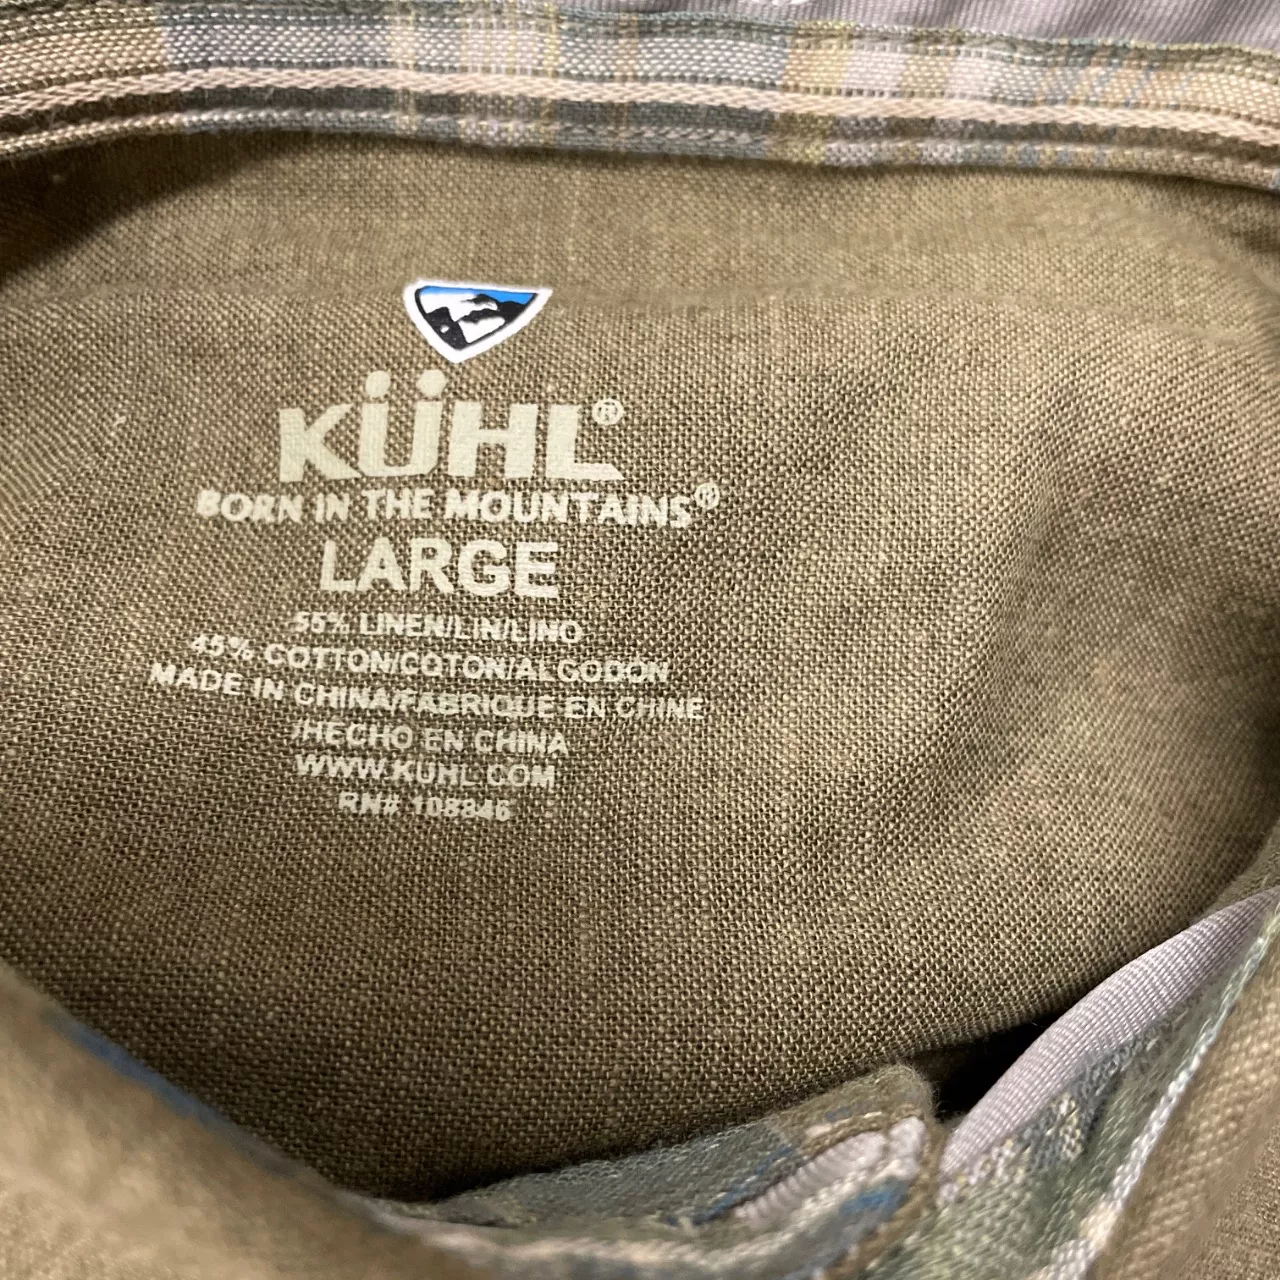 KÜHL®
BORN IN THE MOUNTAINS®
LARGE
55% LINEN/LIN/LINO
45% COTTON/COTON/ALGODON
MADE IN CHINA/FABRIQUE EN CHINE
/HECHO EN CHINA
WWW.KUHL.COM
RN# 108846